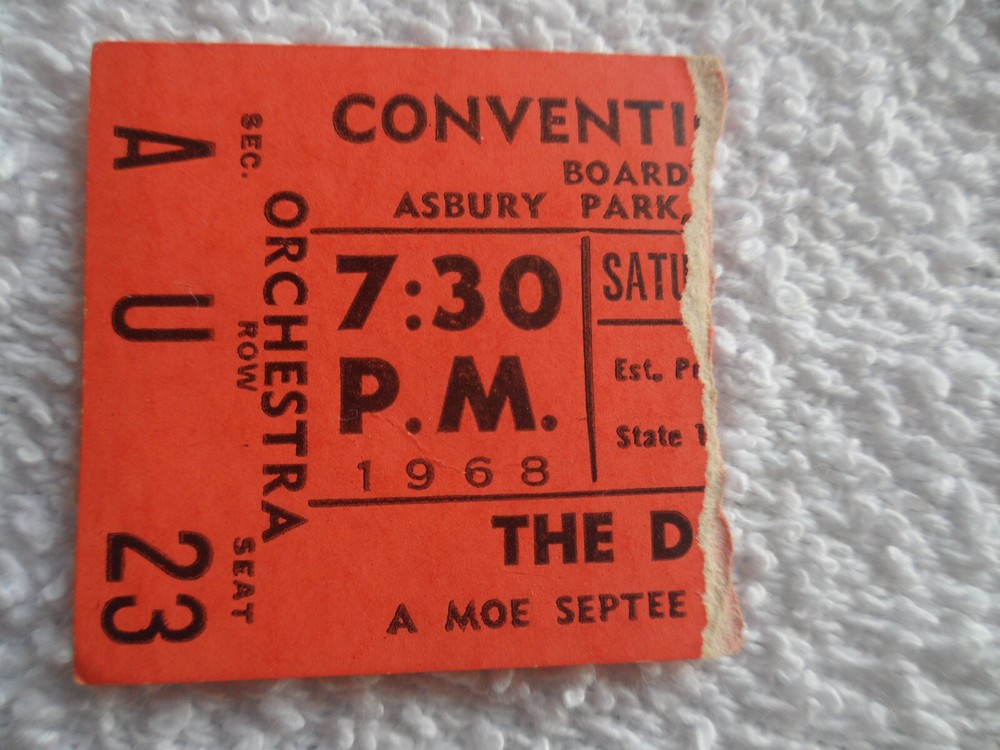 CONVENTI
BOARD
ASBURY PARK,
7:30
P.M.
1968
SATU
Est. Pr
State
THE D
A MOE SEPTEE
ORCHESTRA
SEC. ROW SEAT
A U 23